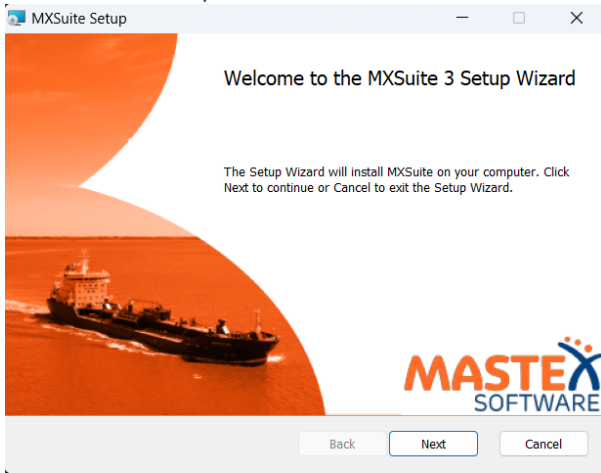 MXSuite Setup
Welcome to the MXSuite 3 Setup Wizard
The Setup Wizard will install MXSuite on your computer. Click
Next to continue or Cancel to exit the Setup Wizard.
MASTEX
SOFTWARE
Back Next Cancel